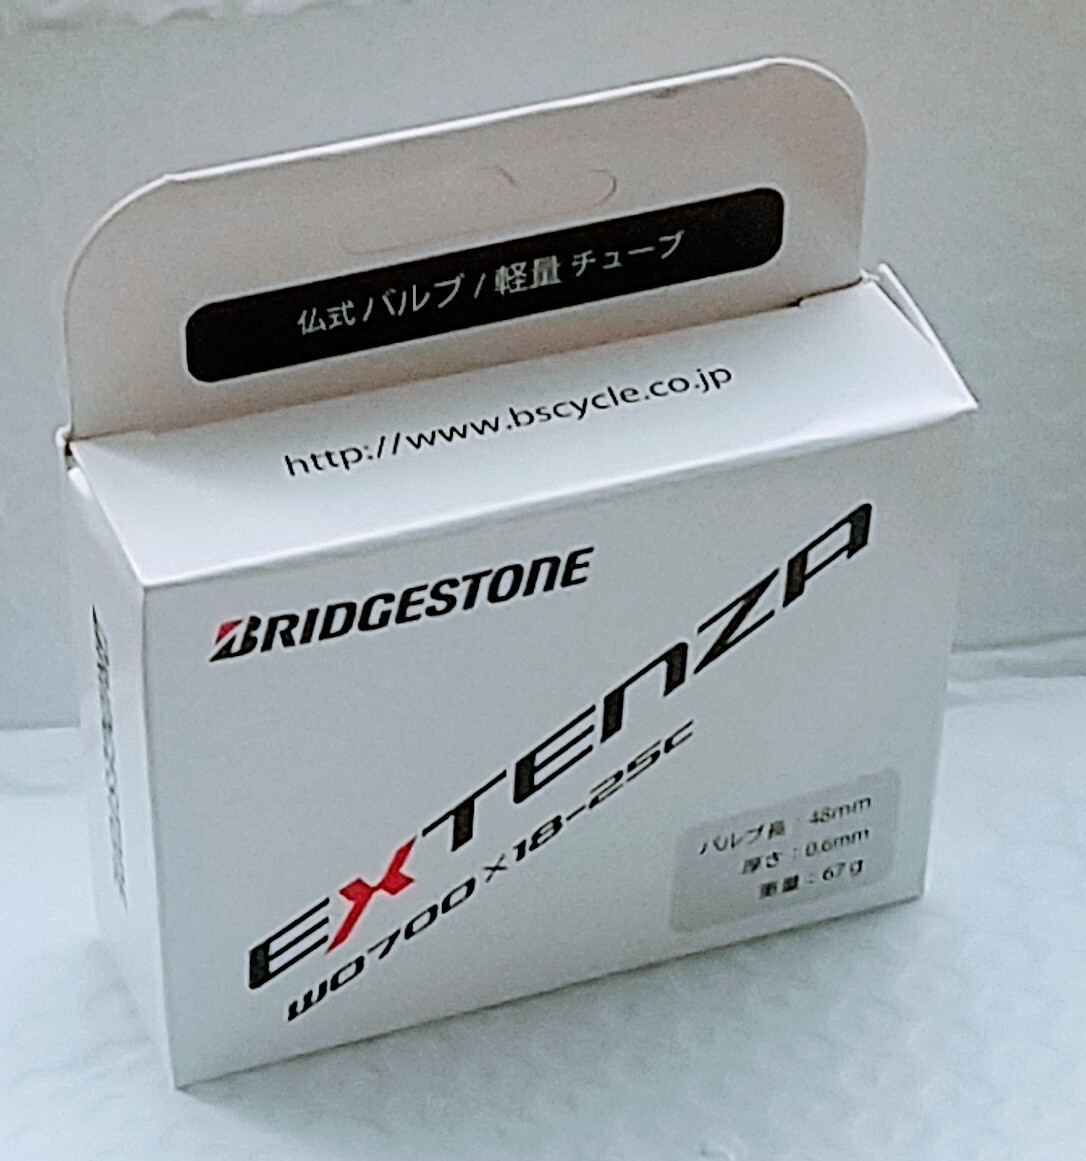 仏式 バルブ / 軽量 チューブ
http://www.bscycle.co.jp
BRIDGESTONE
EXTENZA
WO700×18-25C
バルブ長 : 48mm
厚さ : 0.6mm
重量 : 67g